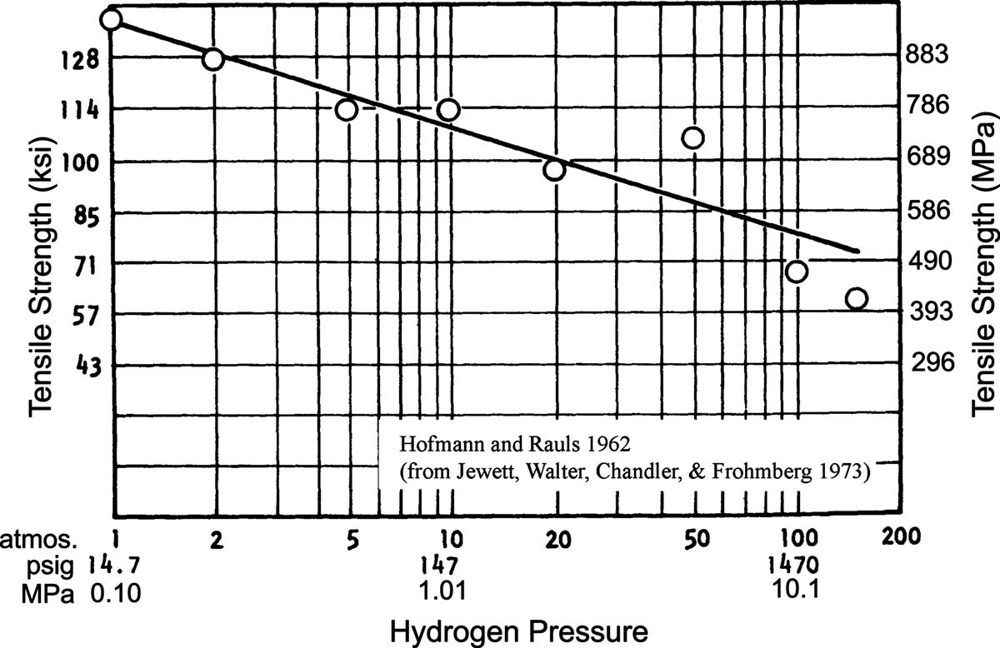 Tensile Strength (ksi)
128
114
100
85
71
57
43
883
786
689
586
490
393
296
Tensile Strength (MPa)
Hofmann and Rauls 1962
(from Jewett, Walter, Chandler, & Frohmberg 1973)
atmos. 1 2 5 10 20 50 100 200
psig 14.7 147 1470
MPa 0.10 1.01 10.1
Hydrogen Pressure